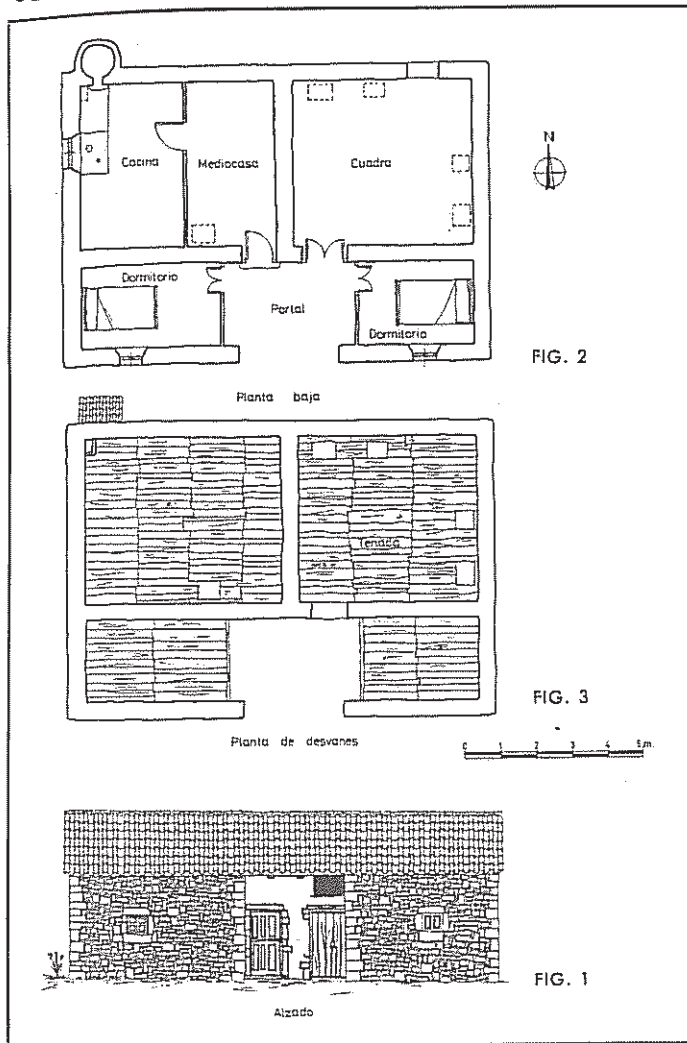 N
Cocina
Mediocasa
Cuadra
Dormitorio
Portal
Dormitorio
FIG. 2
Planta baja
Tenada
FIG. 3
Planta de desvanes
0 1 2 3 4 5 m.
FIG. 1
Alzado